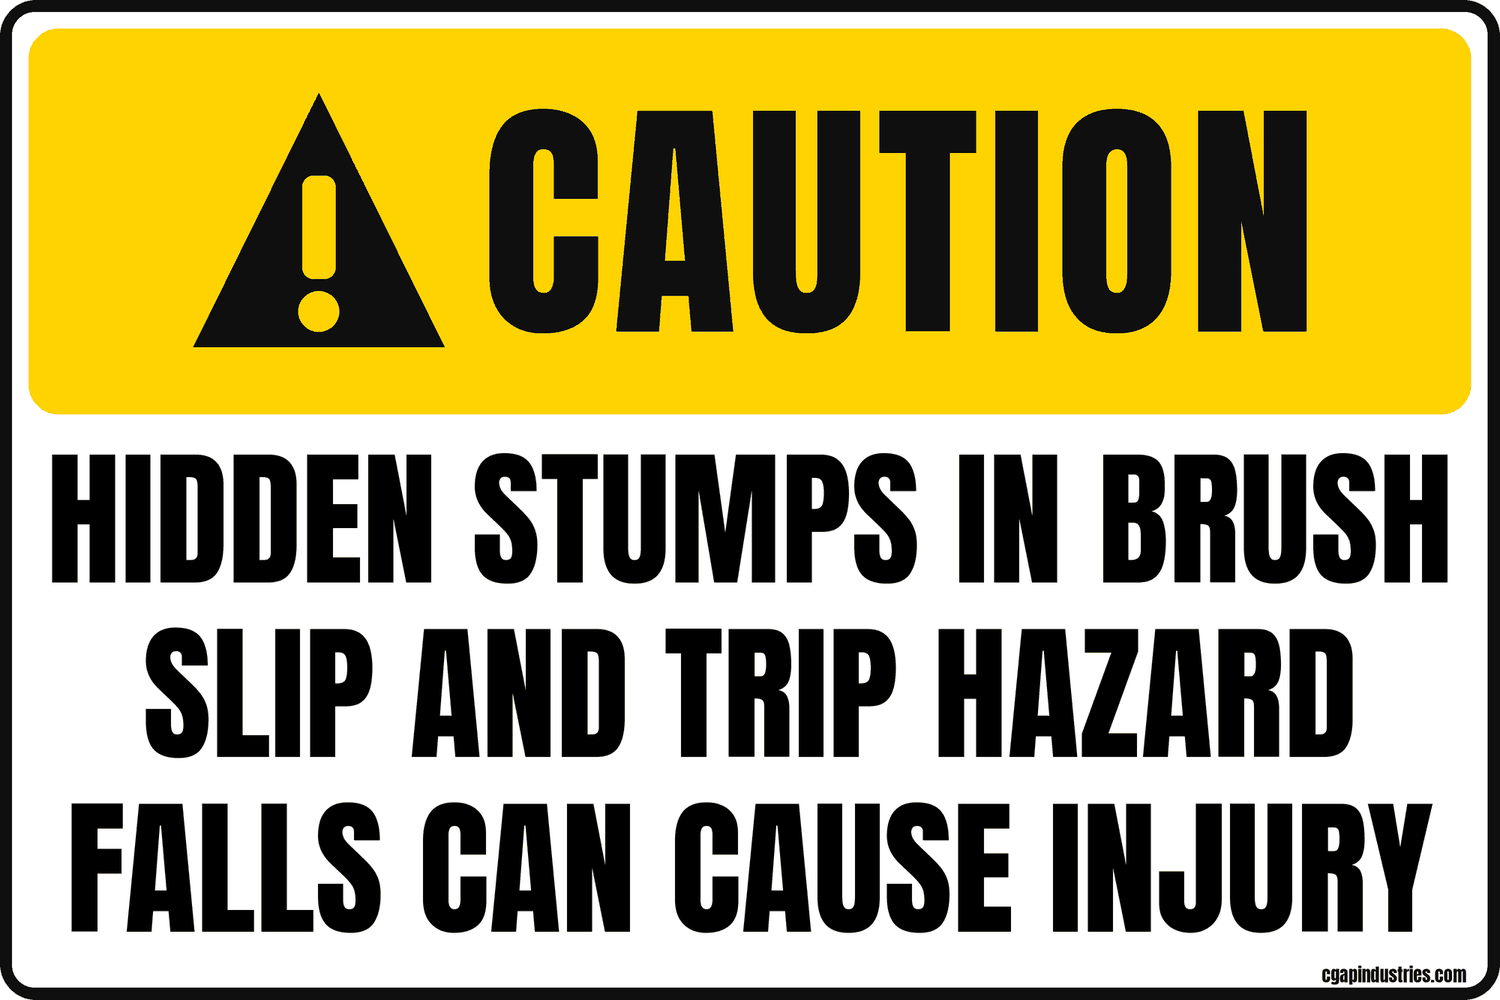 CAUTION
HIDDEN STUMPS IN BRUSH
SLIP AND TRIP HAZARD
FALLS CAN CAUSE INJURY
cgapindustries.com